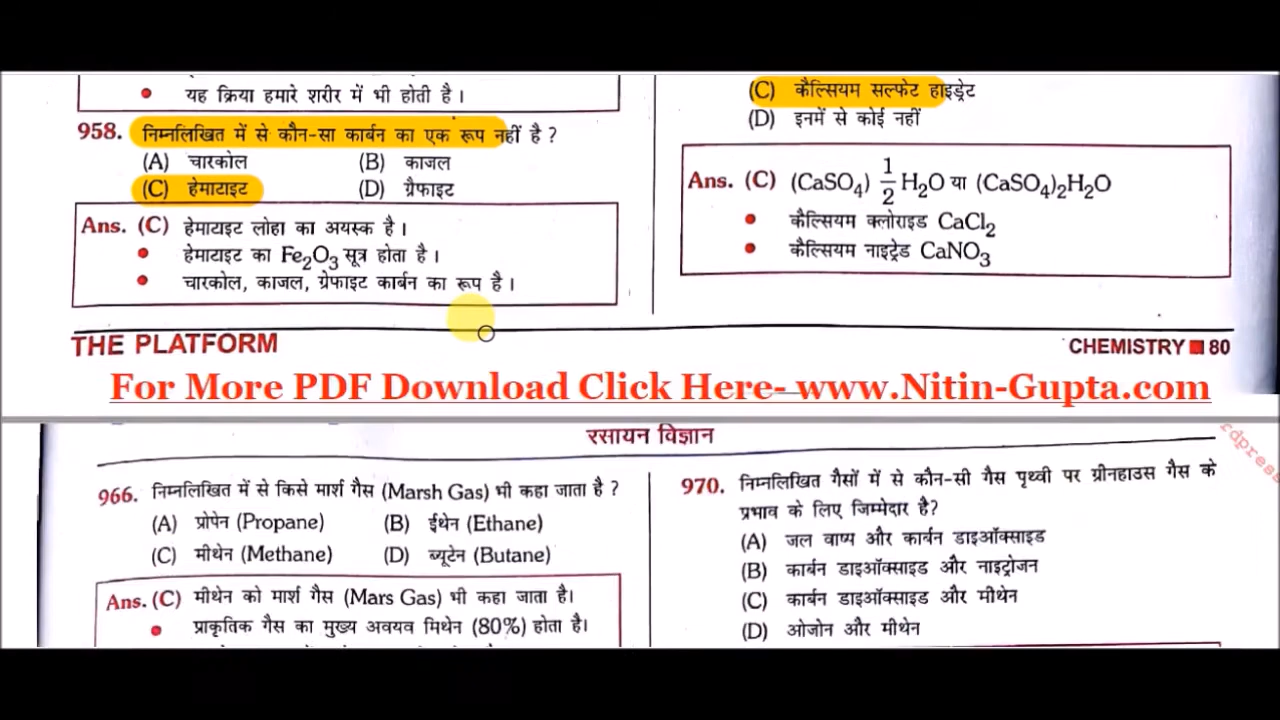 यह क्रिया हमारे शरीर में भी होती है।
958. निम्नलिखित में से कौन-सा कार्बन का एक रूप नहीं है ?
(A) चारकोल (B) काजल
(C) हेमाटाइट (D) ग्रैफाइट
Ans. (C) हेमाटाइट लोहा का अयस्क है।
हेमाटाइट का Fe2O3 सूत्र होता है।
चारकोल, काजल, ग्रेफाइट कार्बन का रूप है।
(C) कैल्सियम सल्फेट हाइड्रेट
(D) इनमें से कोई नहीं
Ans. (C) (CaSO4) 1/2 H2O या (CaSO4)2H2O
कैल्सियम क्लोराइड CaCl2
कैल्सियम नाइट्रेड CaNO3
THE PLATFORM
CHEMISTRY 80
For More PDF Download Click Here- www.Nitin-Gupta.com
रसायन विज्ञान
966. निम्नलिखित में से किसे मार्श गैस (Marsh Gas) भी कहा जाता है ?
(A) प्रोपेन (Propane) (B) ईथेन (Ethane)
(C) मीथेन (Methane) (D) ब्यूटेन (Butane)
Ans. (C) मीथेन को मार्श गैस (Mars Gas) भी कहा जाता है।
प्राकृतिक गैस का मुख्य अवयव मिथेन (80%) होता है।
970. निम्नलिखित गैसों में से कौन-सी गैस पृथ्वी पर ग्रीनहाउस गैस के
प्रभाव के लिए जिम्मेदार है?
(A) जल वाष्प और कार्बन डाइऑक्साइड
(B) कार्बन डाइऑक्साइड और नाइट्रोजन
(C) कार्बन डाइऑक्साइड और मीथेन
(D) ओजोन और मीथेन